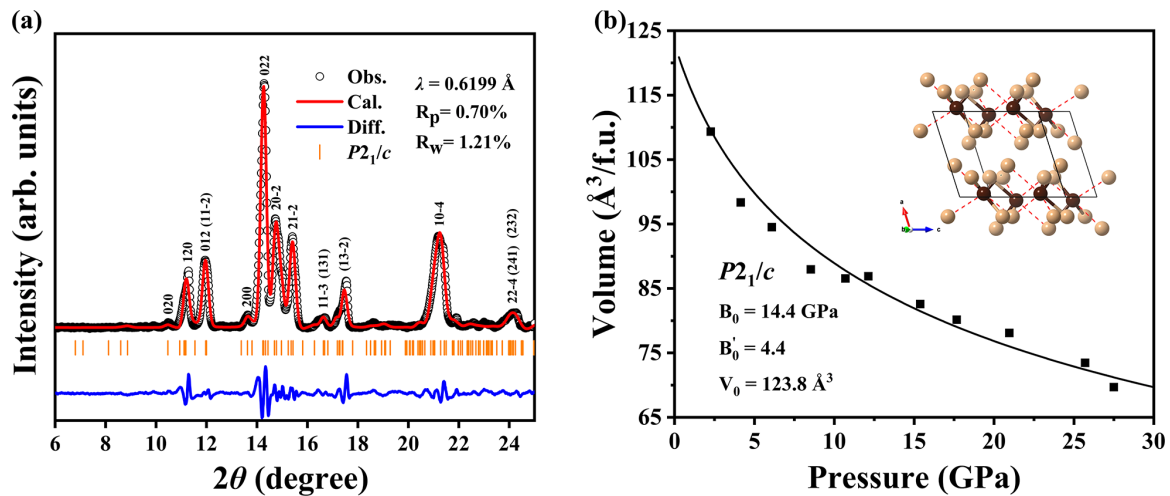 (a)
Intensity (arb. units)
022
Obs.
Cal.
Diff.
P2₁/c
λ = 0.6199 Å
Rₚ= 0.70%
R_w= 1.21%
020
120
012 (11-2)
200
20-2
21-2
11-3 (131)
(13-2)
10-4
22-4 (241) (232)
6 8 10 12 14 16 18 20 22 24
2θ (degree)
(b)
Volume (Å³/f.u.)
125
115
105
95
85
75
65
a
b
c
P2₁/c
B₀ = 14.4 GPa
B₀' = 4.4
V₀ = 123.8 Å³
0 5 10 15 20 25 30
Pressure (GPa)